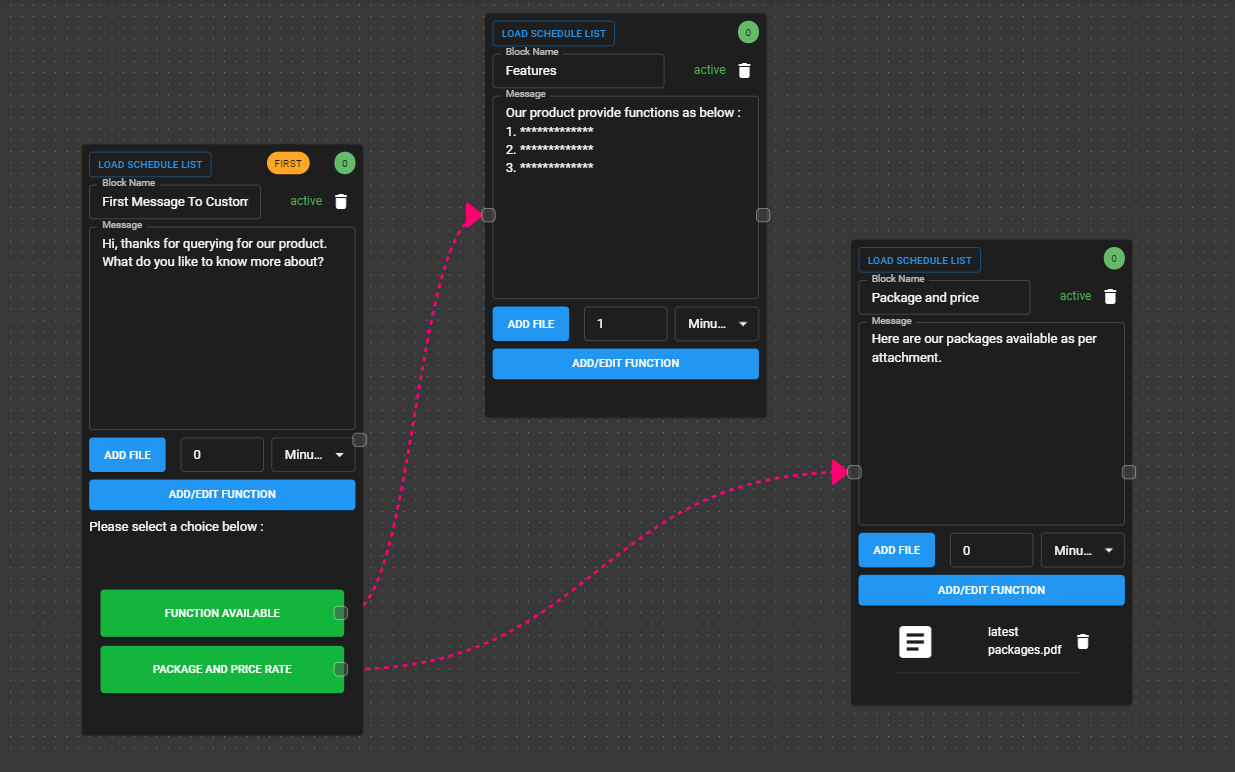 LOAD SCHEDULE LIST
FIRST
0
Block Name
First Message To Custom
active
Message
Hi, thanks for querying for our product.
What do you like to know more about?
ADD FILE
0
Minu...
ADD/EDIT FUNCTION
Please select a choice below :
FUNCTION AVAILABLE
PACKAGE AND PRICE RATE
LOAD SCHEDULE LIST
0
Block Name
Features
active
Message
Our product provide functions as below :
1. *************
2. *************
3. *************
ADD FILE
1
Minu...
ADD/EDIT FUNCTION
LOAD SCHEDULE LIST
0
Block Name
Package and price
active
Message
Here are our packages available as per
attachment.
ADD FILE
0
Minu...
ADD/EDIT FUNCTION
latest
packages.pdf